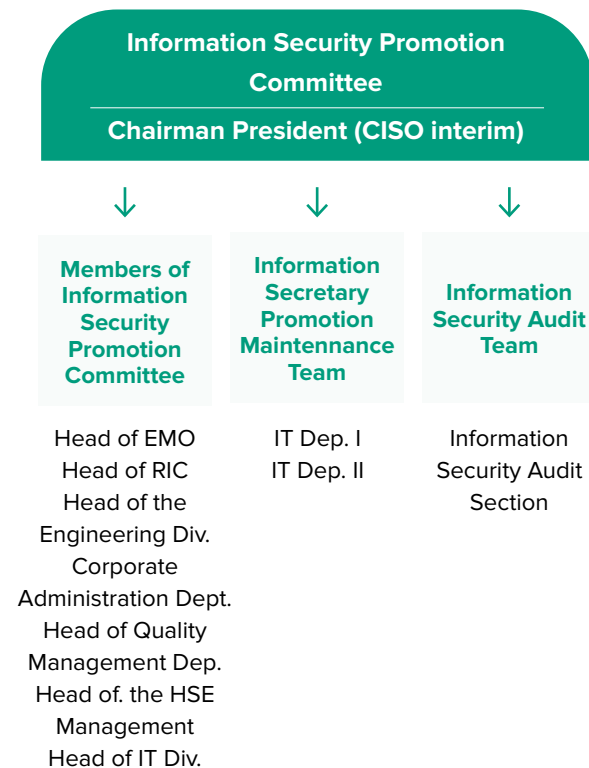 Information Security Promotion
Committee
Chairman President (CISO interim)
Members of
Information
Security
Promotion
Committee
Head of EMO
Head of RIC
Head of the
Engineering Div.
Corporate
Administration Dept.
Head of Quality
Management Dep.
Head of. the HSE
Management
Head of IT Div.
Information
Secretary
Promotion
Maintennance
Team
IT Dep. I
IT Dep. II
Information
Security Audit
Team
Information
Security Audit
Section